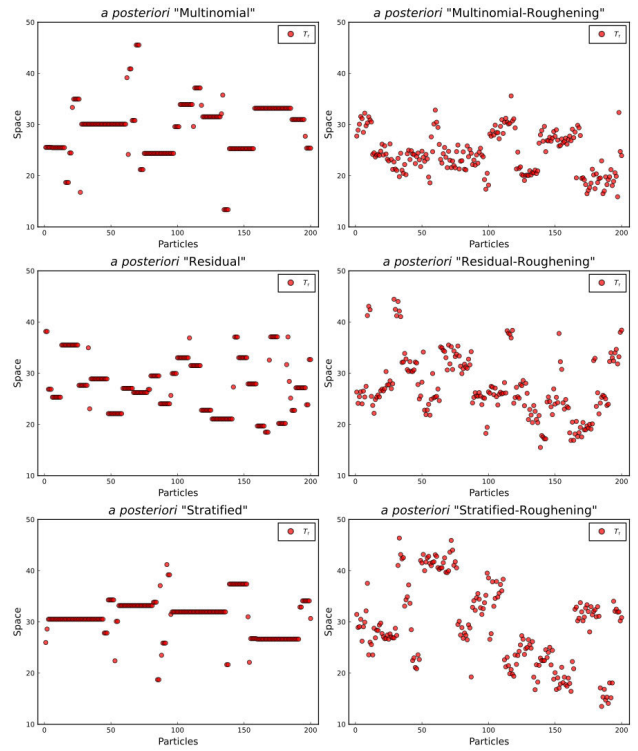 a posteriori "Multinomial"
T_t
Space
50
40
30
20
10
0 50 100 150 200
Particles
a posteriori "Multinomial-Roughening"
T_t
Space
50
40
30
20
10
0 50 100 150 200
Particles
a posteriori "Residual"
T_t
Space
50
40
30
20
10
0 50 100 150 200
Particles
a posteriori "Residual-Roughening"
T_t
Space
50
40
30
20
10
0 50 100 150 200
Particles
a posteriori "Stratified"
T_t
Space
50
40
30
20
10
0 50 100 150 200
Particles
a posteriori "Stratified-Roughening"
T_t
Space
50
40
30
20
10
0 50 100 150 200
Particles